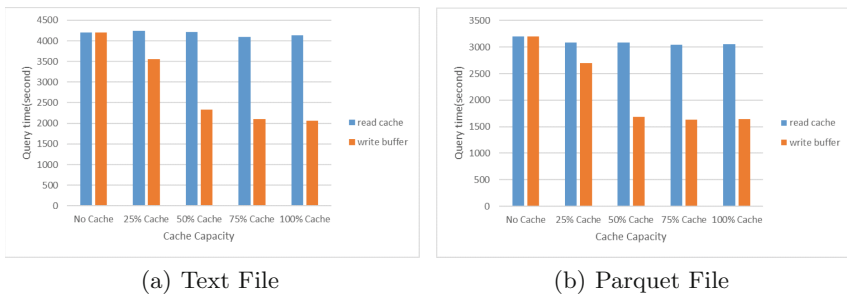 4500
4000
3500
3000
2500
2000
1500
1000
500
0
Query time(second)
No Cache 25% Cache 50% Cache 75% Cache 100% Cache
Cache Capacity
read cache
write buffer
(a) Text File
3500
3000
2500
2000
1500
1000
500
0
Query time(second)
No Cache 25% Cache 50% Cache 75% Cache 100% Cache
Cache Capacity
read cache
write buffer
(b) Parquet File